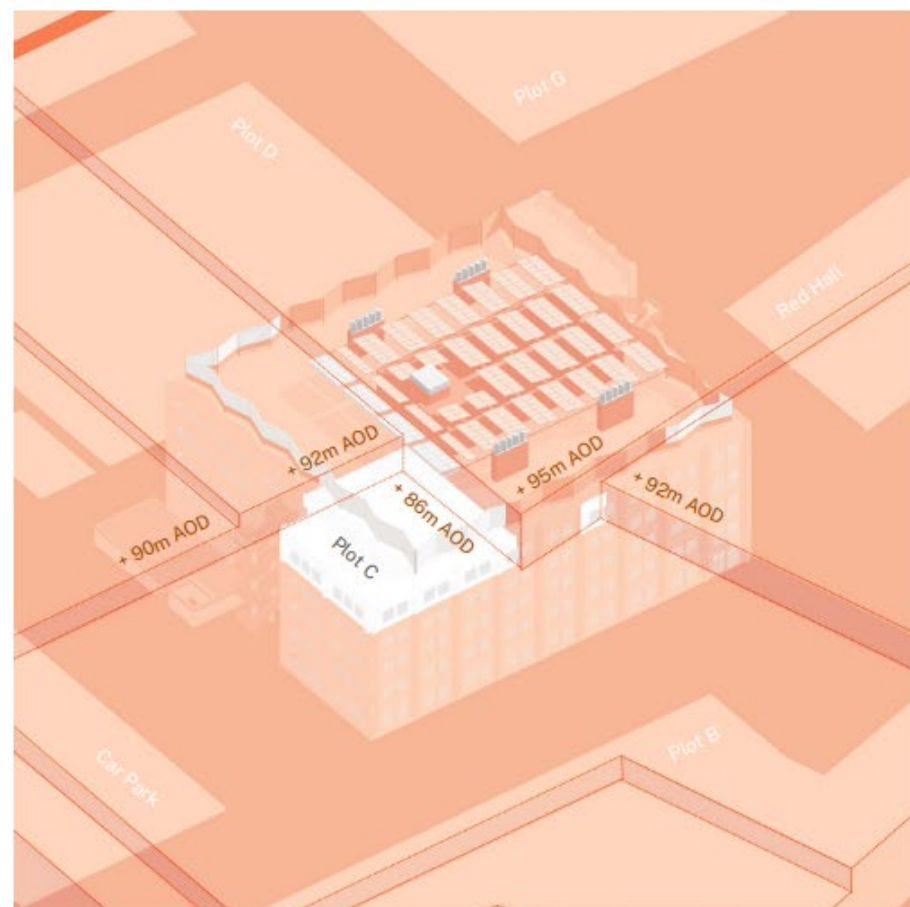 Plot G
Plot D
Red Hall
+ 92m AOD
+ 95m AOD
+ 86m AOD
+ 92m AOD
+ 90m AOD
Plot C
Plot B
Car Park